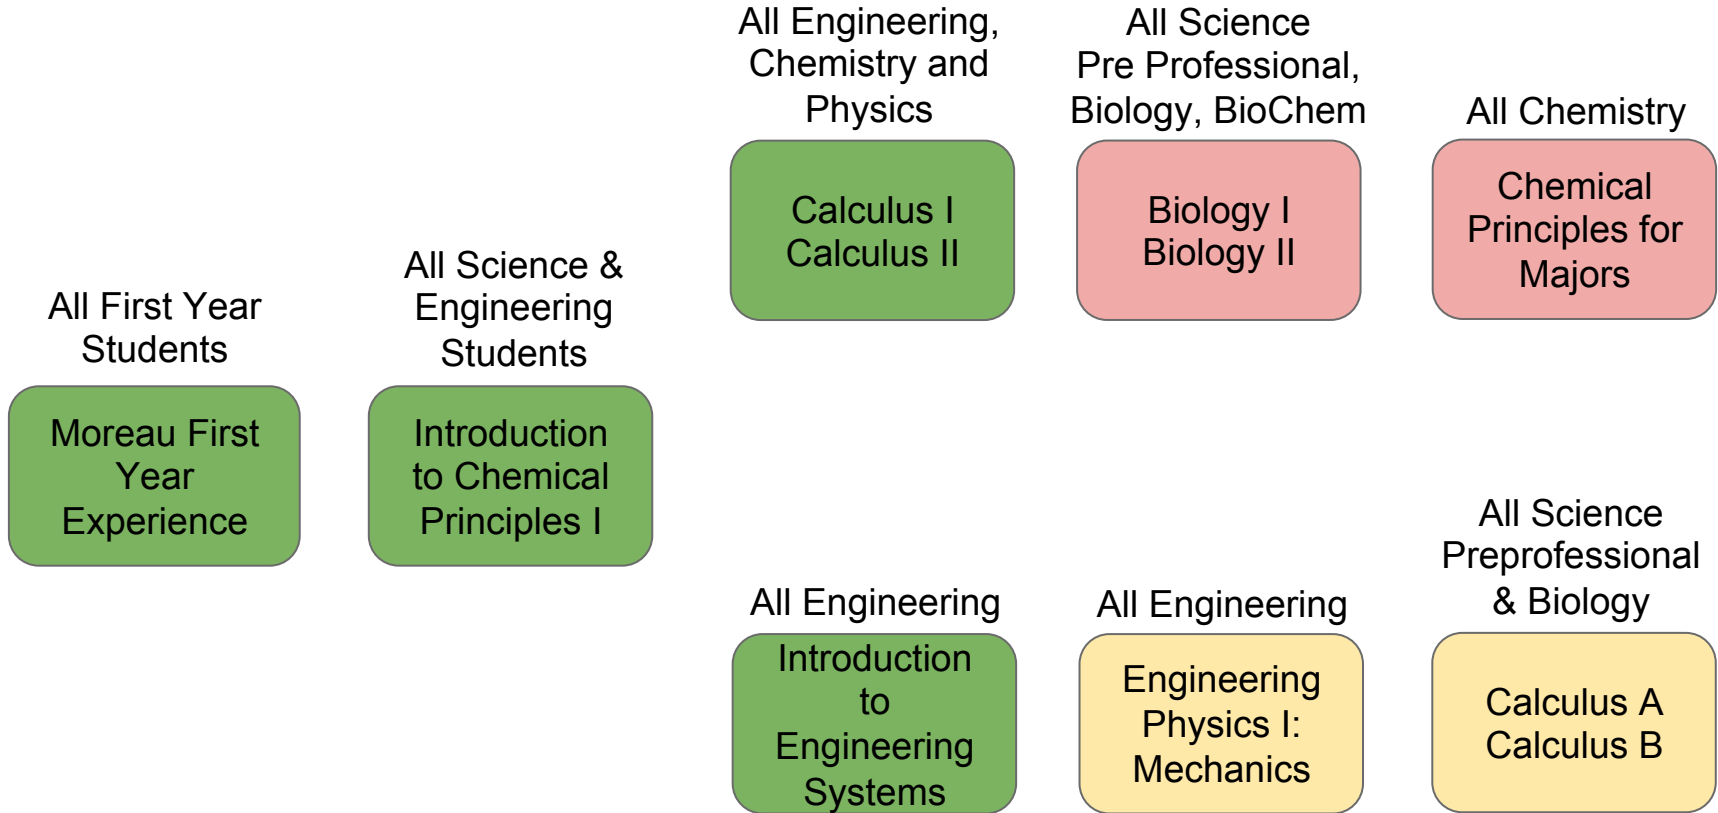 All First Year
Students
Moreau First
Year
Experience
All Science &
Engineering
Students
Introduction
to Chemical
Principles I
All Engineering,
Chemistry and
Physics
Calculus I
Calculus II
All Science
Pre Professional,
Biology, BioChem
Biology I
Biology II
All Chemistry
Chemical
Principles for
Majors
All Engineering
Introduction
to
Engineering
Systems
All Engineering
Engineering
Physics I:
Mechanics
All Science
Preprofessional
& Biology
Calculus A
Calculus B